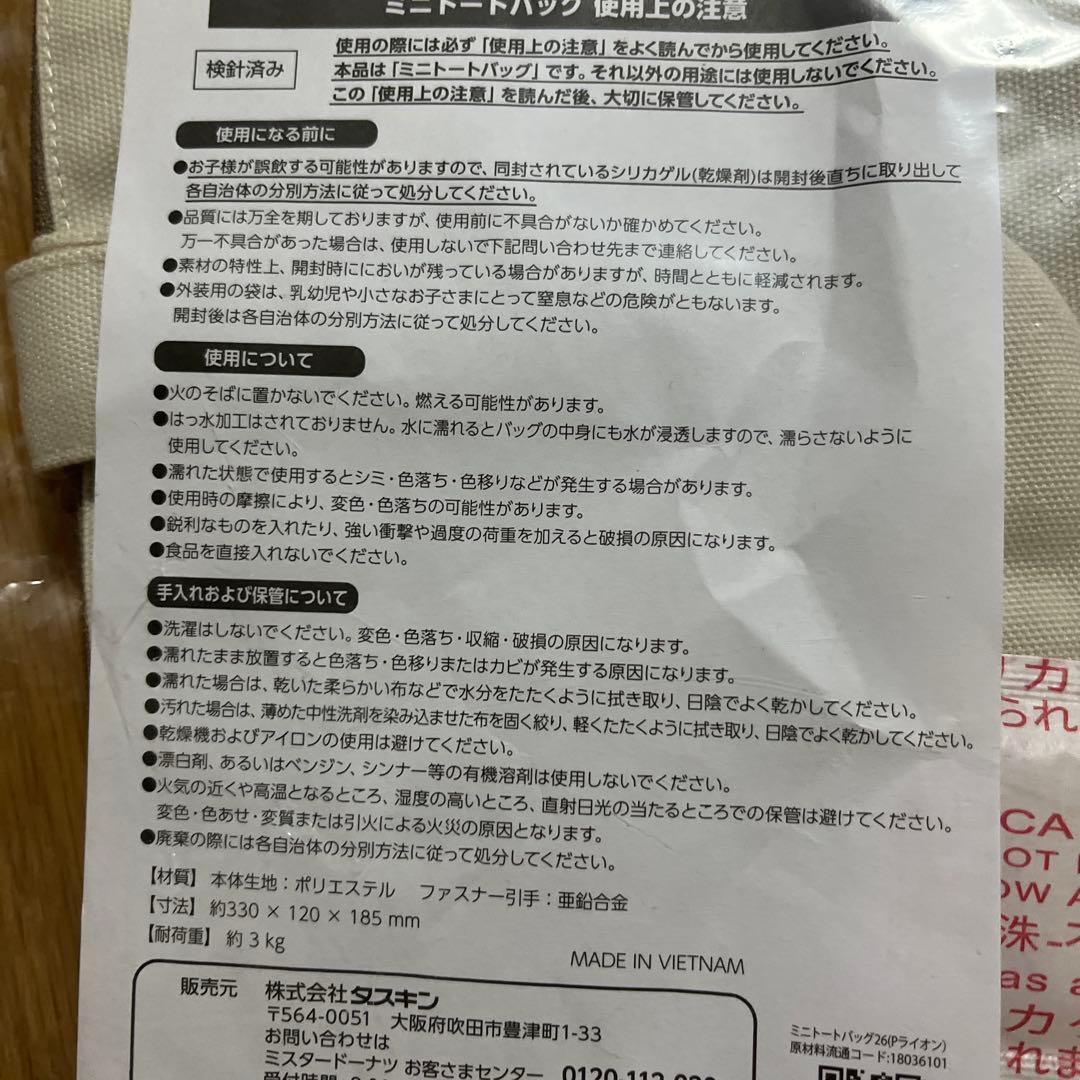 ミニトートバッグ 使用上の注意
検針済み
使用の際には必ず「使用上の注意」をよく読んでから使用してください。
本品は「ミニトートバッグ」です。それ以外の用途には使用しないでください。
この「使用上の注意」を読んだ後、大切に保管してください。
使用になる前に
●お子様が誤飲する可能性がありますので、同封されているシリカゲル(乾燥剤)は開封後直ちに取り出して
各自治体の分別方法に従って処分してください。
●品質には万全を期しておりますが、使用前に不具合がないか確かめてください。
万一不具合があった場合は、使用しないで下記問い合わせ先まで連絡してください。
●素材の特性上、開封時ににおいが残っている場合がありますが、時間とともに軽減されます。
●外装用の袋は、乳幼児や小さなお子さまにとって窒息などの危険がともないます。
開封後は各自治体の分別方法に従って処分してください。
使用について
●火のそばに置かないでください。燃える可能性があります。
●はっ水加工はされておりません。水に濡れるとバッグの中身にも水が浸透しますので、濡らさないように
使用してください。
●濡れた状態で使用するとシミ・色落ち・色移りなどが発生する場合があります。
●使用時の摩擦により、変色・色落ちの可能性があります。
●鋭利なものを入れたり、強い衝撃や過度の荷重を加えると破損の原因になります。
●食品を直接入れないでください。
手入れおよび保管について
●洗濯はしないでください。変色・色落ち・収縮・破損の原因になります。
●濡れたまま放置すると色落ち・色移りまたはカビが発生する原因になります。
●濡れた場合は、乾いた柔らかい布などで水分をたたくように拭き取り、日陰でよく乾かしてください。
●汚れた場合は、薄めた中性洗剤を染み込ませた布を固く絞り、軽くたたくように拭き取り、日陰でよく乾かしてください。
●乾燥機およびアイロンの使用は避けてください。
●漂白剤、あるいはベンジン、シンナー等の有機溶剤は使用しないでください。
●火気の近くや高温となるところ、湿度の高いところ、直射日光の当たるところでの保管は避けてください。
変色・色あせ・変質または引火による火災の原因となります。
●廃棄の際には各自治体の分別方法に従って処分してください。
【材質】本体生地：ポリエステル ファスナー引手：亜鉛合金
【寸法】約330 × 120 × 185 mm
【耐荷重】約 3 kg
MADE IN VIETNAM
販売元 株式会社 ダスキン
〒564-0051 大阪府吹田市豊津町1-33
お問い合わせは
ミスタードーナツ お客さまセンター 0120-112-020
受付時間
ミニトートバッグ26(Pライオン)
原材料流通コード:18036101
リカ
られ
CA
OT
OW A
洙
as a
カ
れま